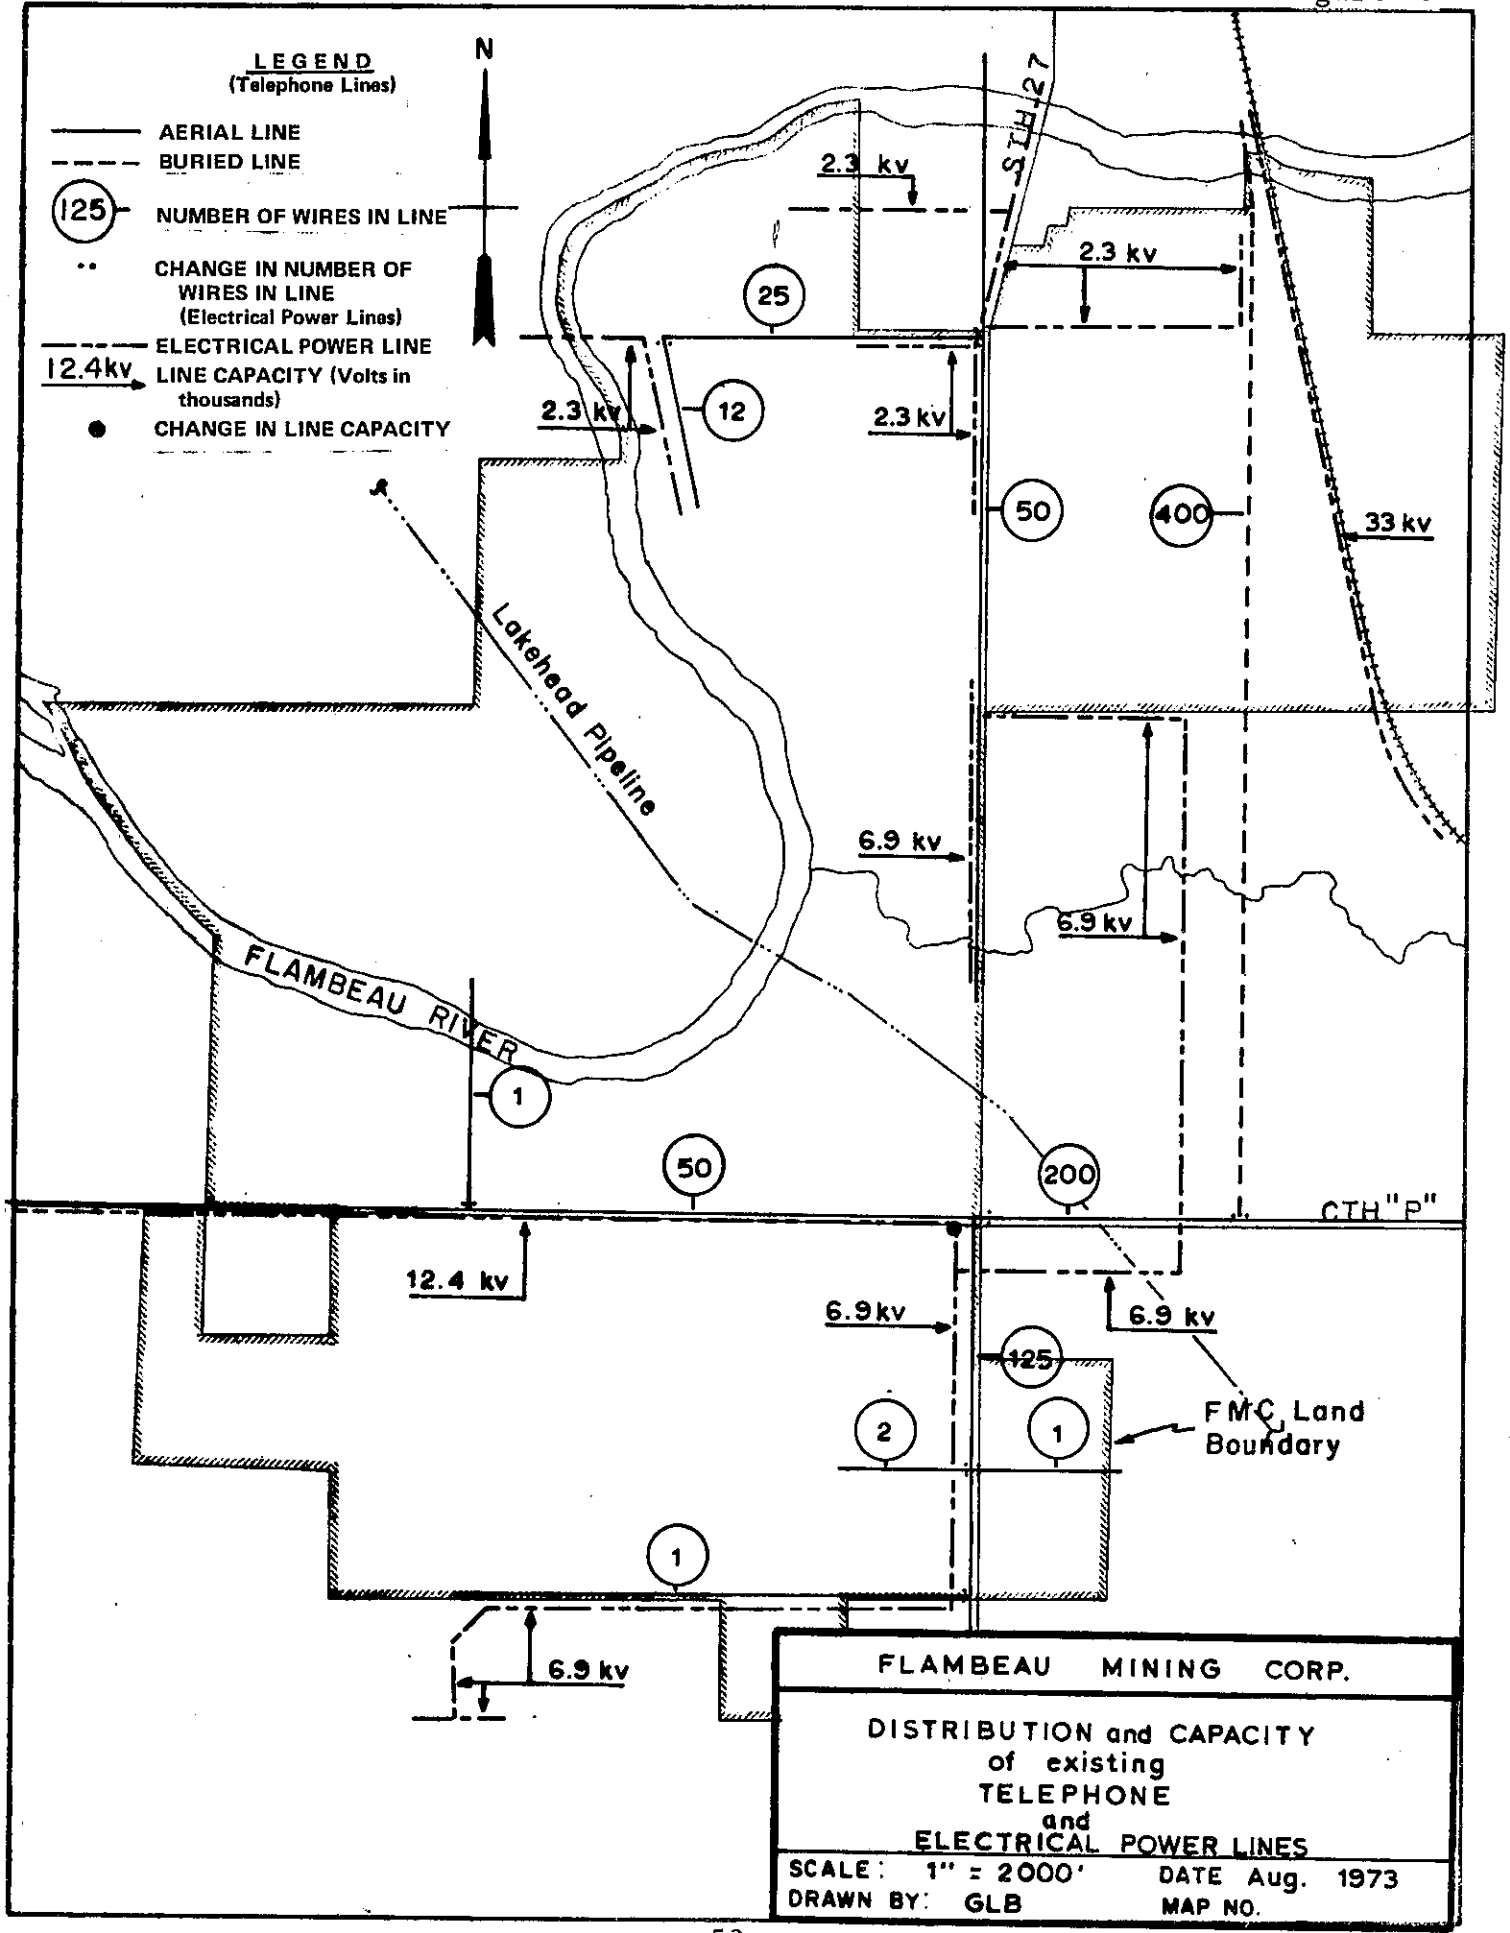 LEGEND
(Telephone Lines)
AERIAL LINE
BURIED LINE
125
NUMBER OF WIRES IN LINE
CHANGE IN NUMBER OF
WIRES IN LINE
(Electrical Power Lines)
ELECTRICAL POWER LINE
12.4kv
LINE CAPACITY (Volts in
thousands)
CHANGE IN LINE CAPACITY
N
STH 27
2.3 kv
2.3 kv
25
2.3 kv
12
2.3 kv
50
400
33 kv
Lakehead Pipeline
6.9 kv
6.9 kv
FLAMBEAU RIVER
1
50
200
CTH "P"
12.4 kv
6.9kv
6.9 kv
125
2
1
FMC Land
Boundary
1
6.9 kv
FLAMBEAU MINING CORP.
DISTRIBUTION and CAPACITY
of existing
TELEPHONE
and
ELECTRICAL POWER LINES
SCALE: 1" = 2000' DATE Aug. 1973
DRAWN BY: GLB MAP NO.